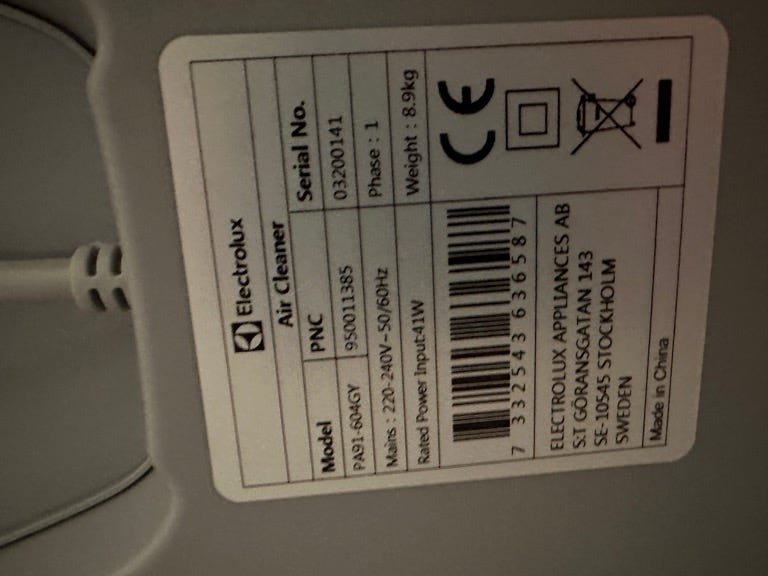 Electrolux
Air Cleaner
Model PNC Serial No.
PA91-604GY 950011385 03200141
Mains : 220-240V~50/60Hz Phase : 1
Rated Power Input:41W Weight : 8.9kg
CE
7 332543 636587
ELECTROLUX APPLIANCES AB
S:T GÖRANSGATAN 143
SE-10545 STOCKHOLM
SWEDEN
Made in China